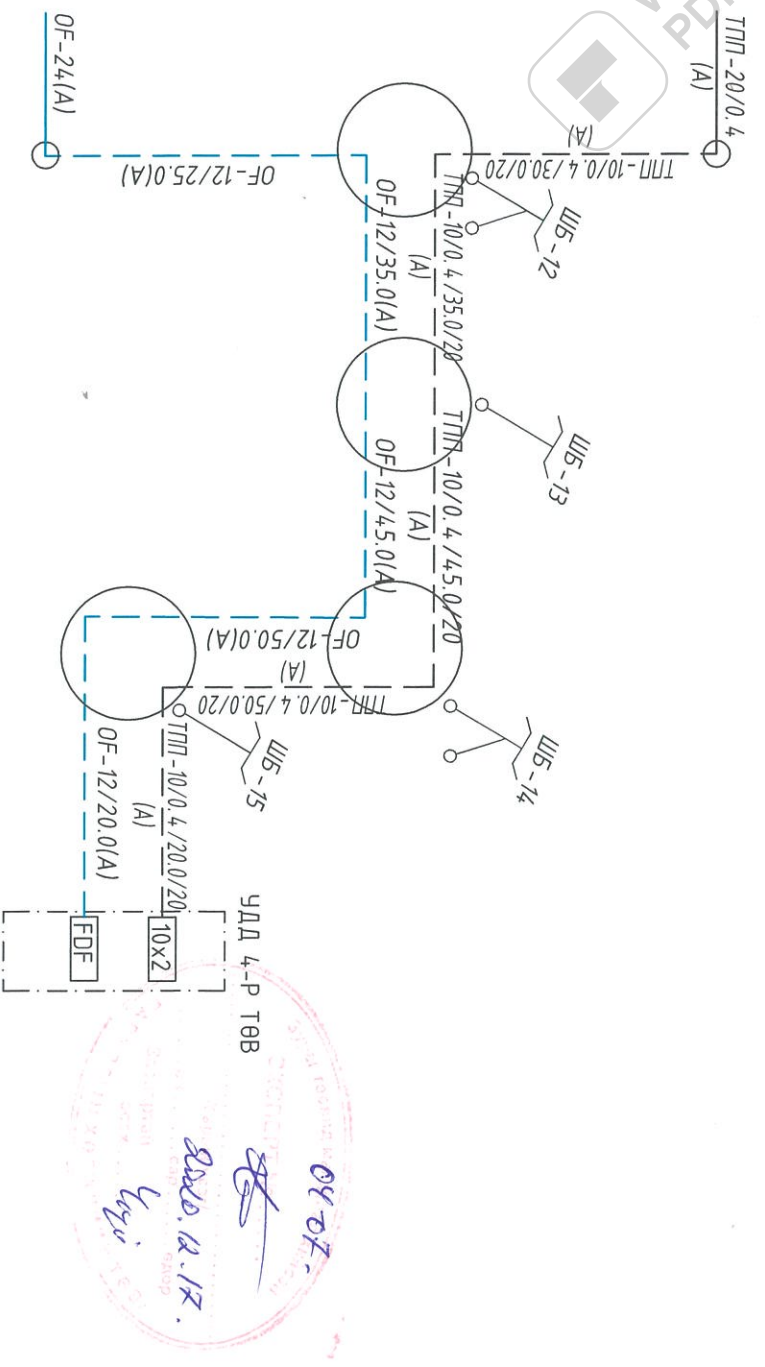 ТПП-20/0.4
(А)
ТПП-10/0.4/30.0/20
(А)
ШБ-12
OF-24(A)
OF-12/25.0(A)
ТПП-10/0.4/35.0/20
(А)
OF-12/35.0(A)
ШБ-13
ТПП-10/0.4/45.0/20
(А)
OF-12/45.0(A)
ШБ-14
ТПП-10/0.4/50.0/20
(А)
OF-12/50.0(A)
ШБ-15
ТПП-10/0.4/20.0/20
(А)
OF-12/20.0(A)
УДД 4-Р ТӨВ
10x2
FDF
04-07.
2020.12.17.
PDF